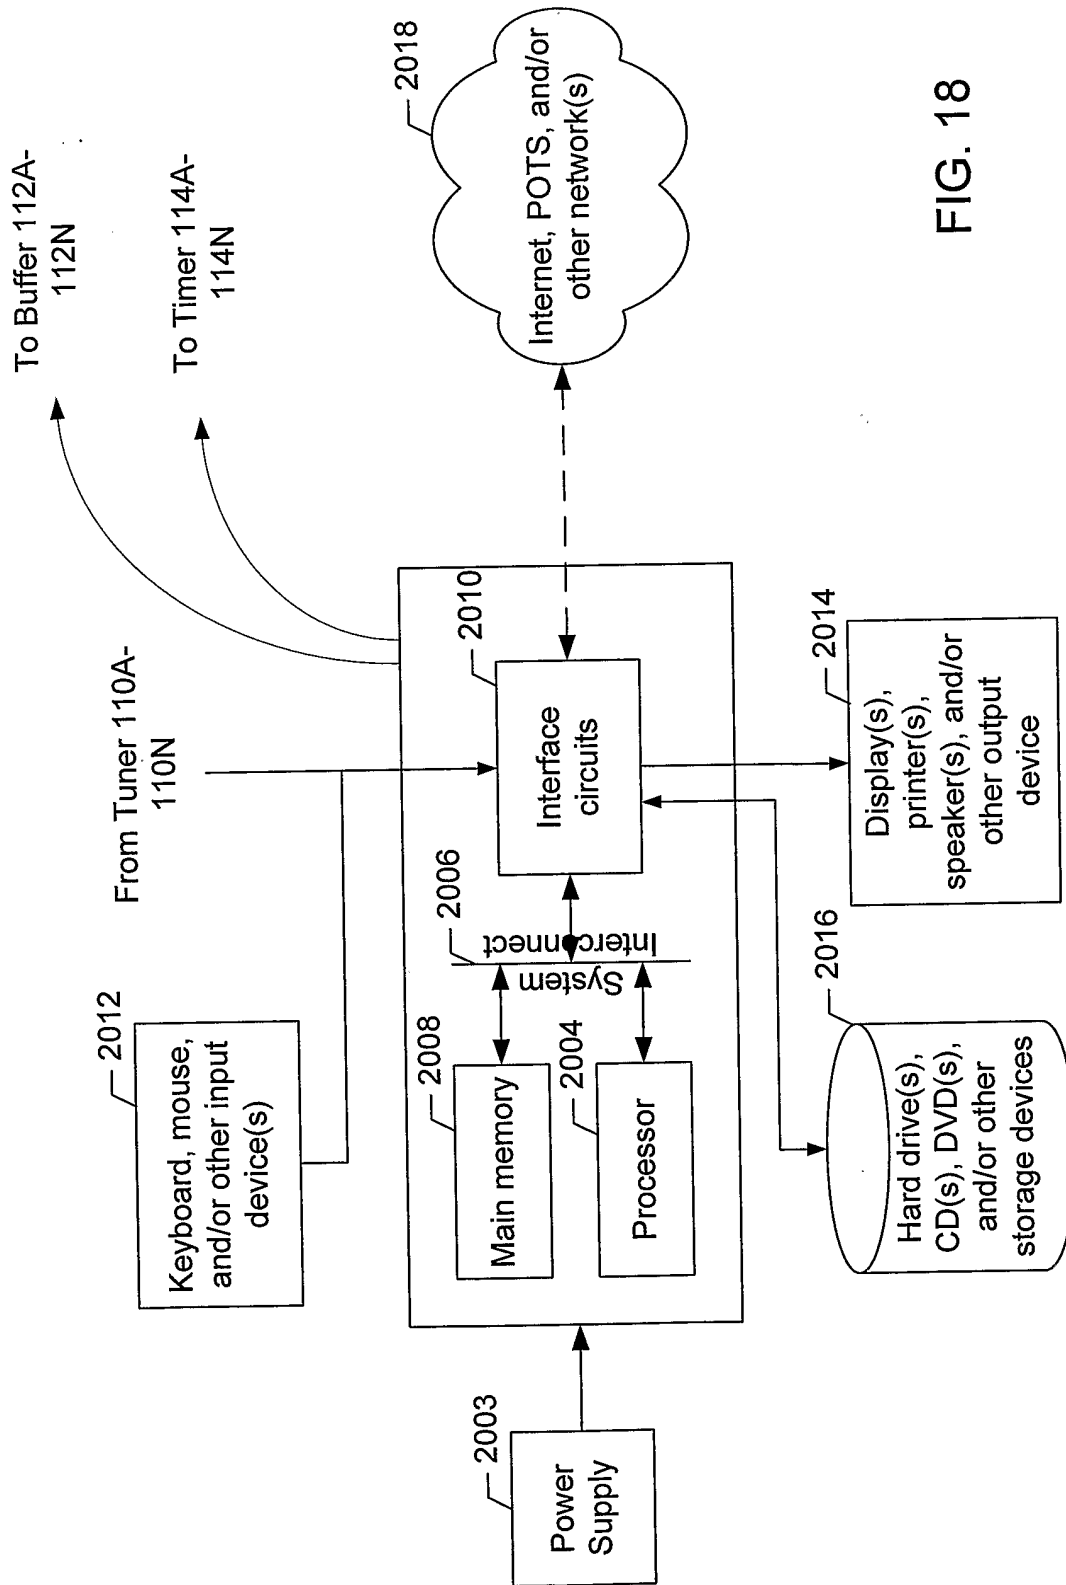 To Buffer 112A-
112N
To Timer 114A-
114N
From Tuner 110A-
110N
2012
Keyboard, mouse,
and/or other input
device(s)
2003
Power
Supply
2008
Main memory
2004
Processor
2006
System
Interconnect
2010
Interface
circuits
2018
Internet, POTS, and/or
other network(s)
2016
Hard drive(s),
CD(s), DVD(s),
and/or other
storage devices
2014
Display(s),
printer(s),
speaker(s), and/or
other output
device
FIG. 18